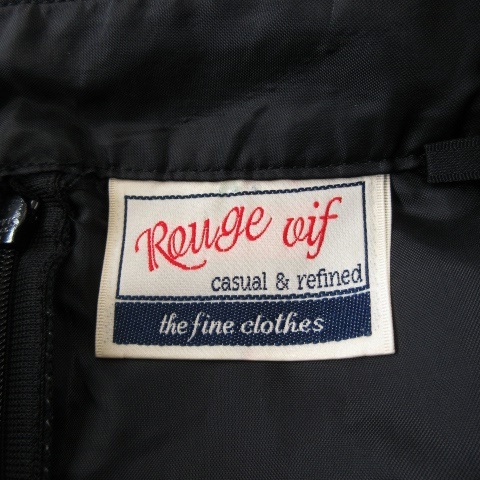 Rouge vif
casual & refined
the fine clothes